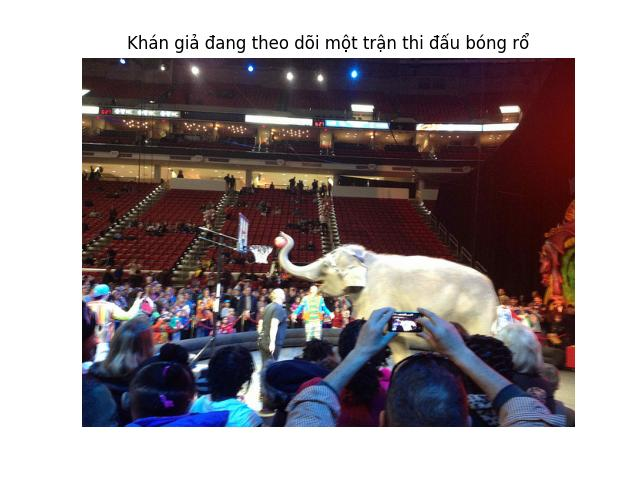 Khán giả đang theo dõi một trận thi đấu bóng rổ